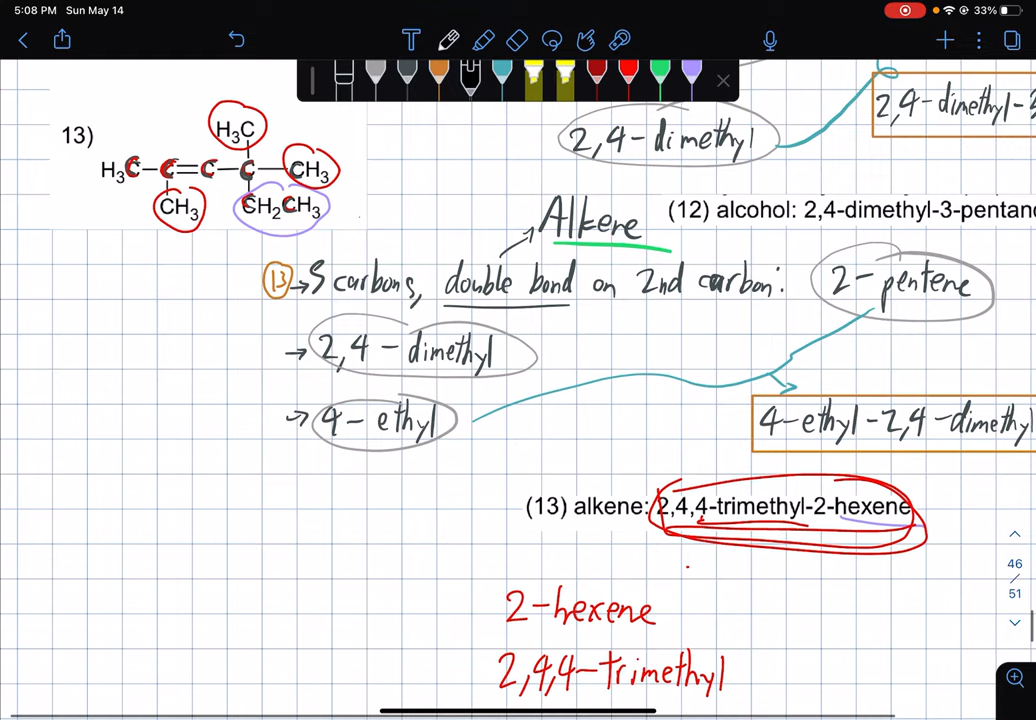 5:08 PM Sun May 14
33%
T
13)
H₃C
H₃C — C = C — C — CH₃
CH₃ CH₂CH₃
2,4-dimethyl
2,4-dimethyl-3
Alkene
(12) alcohol: 2,4-dimethyl-3-pentano
13 → 5 carbons, double bond on 2nd carbon:
2-pentene
→ 2,4-dimethyl
→ 4-ethyl
4-ethyl-2,4-dimethyl
(13) alkene: 2,4,4-trimethyl-2-hexene
2-hexene
2,4,4-trimethyl
46
/
51